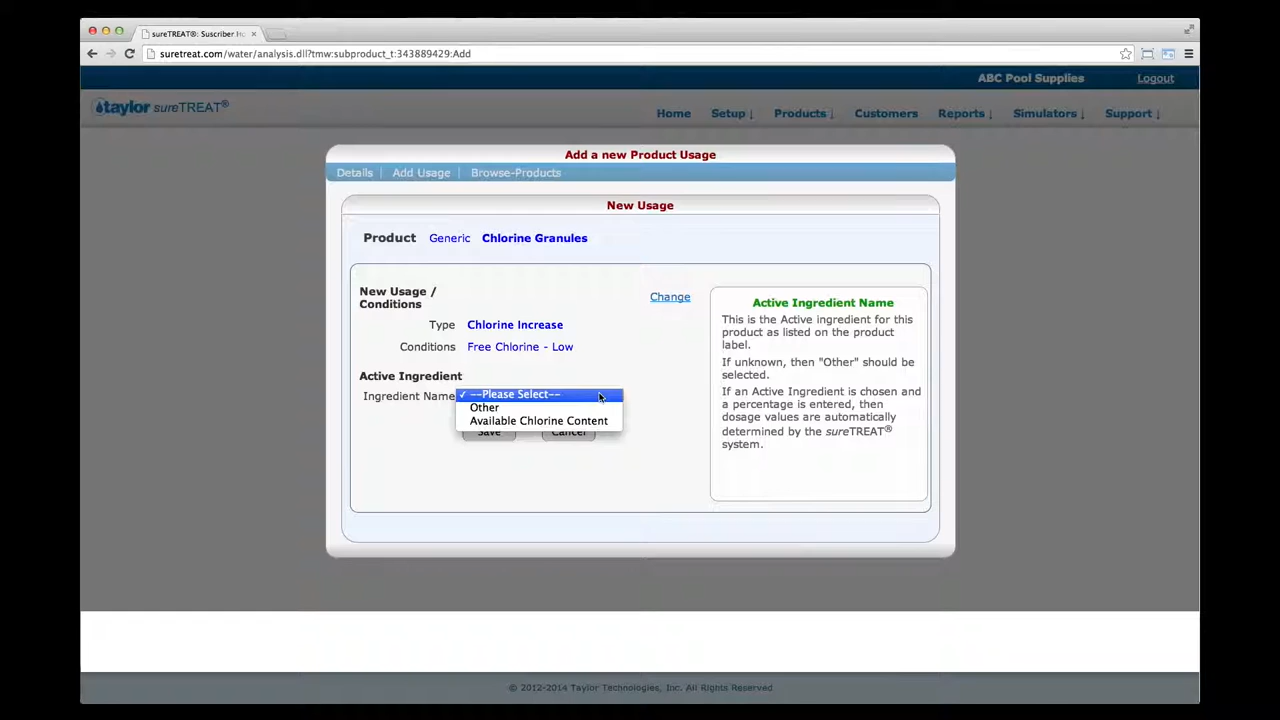 sureTREAT®: Suscriber Ho
suretreat.com/water/analysis.dll?tmw:subproduct_t:343889429:Add
ABC Pool Supplies
Logout
taylor sureTREAT®
Home Setup↓ Products↓ Customers Reports↓ Simulators↓ Support↓
Add a new Product Usage
Details | Add Usage | Browse-Products
New Usage
Product Generic Chlorine Granules
New Usage /
Conditions
Change
Type Chlorine Increase
Conditions Free Chlorine - Low
Active Ingredient
Ingredient Name ✓ --Please Select--
Other
Available Chlorine Content
Save Cancel
Active Ingredient Name
This is the Active ingredient for this
product as listed on the product
label.
If unknown, then "Other" should be
selected.
If an Active Ingredient is chosen and
a percentage is entered, then
dosage values are automatically
determined by the sureTREAT®
system.
© 2012-2014 Taylor Technologies, Inc. All Rights Reserved